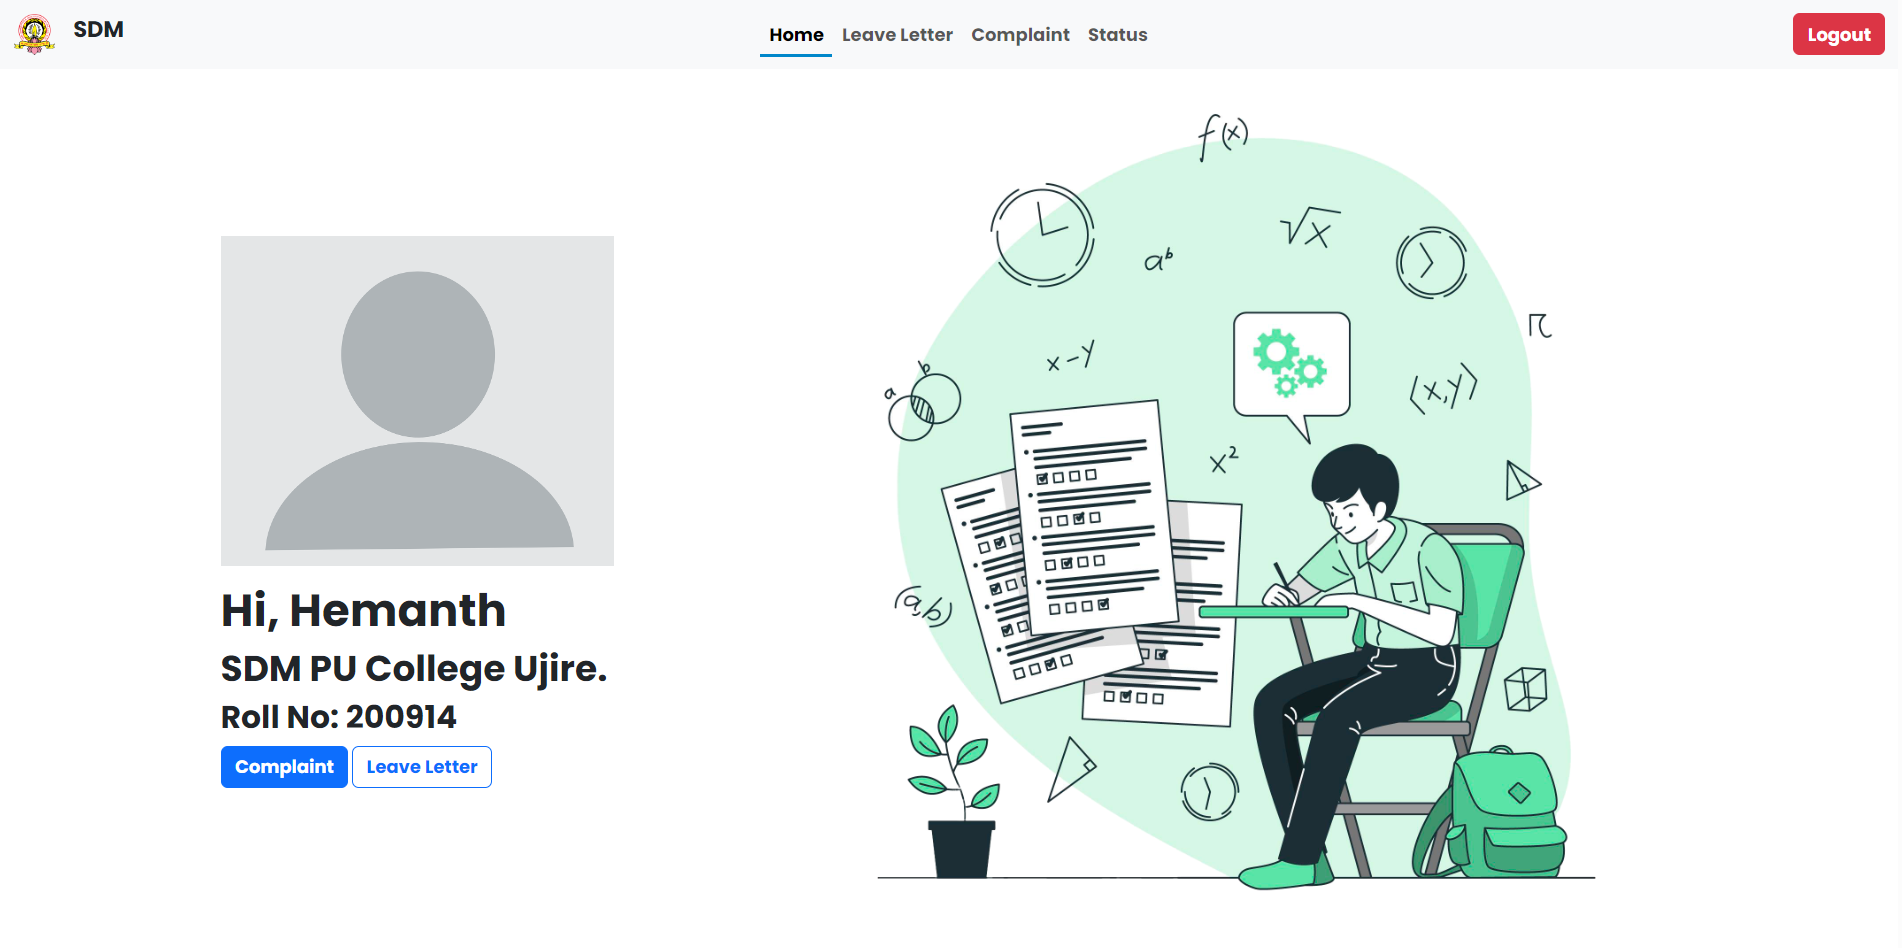 SDM
Home Leave Letter Complaint Status
Logout
Hi, Hemanth
SDM PU College Ujire.
Roll No: 200914
Complaint Leave Letter
f(x)
√x
a^b
π
x-y
b
a
(x,y)
x²
(a,b)